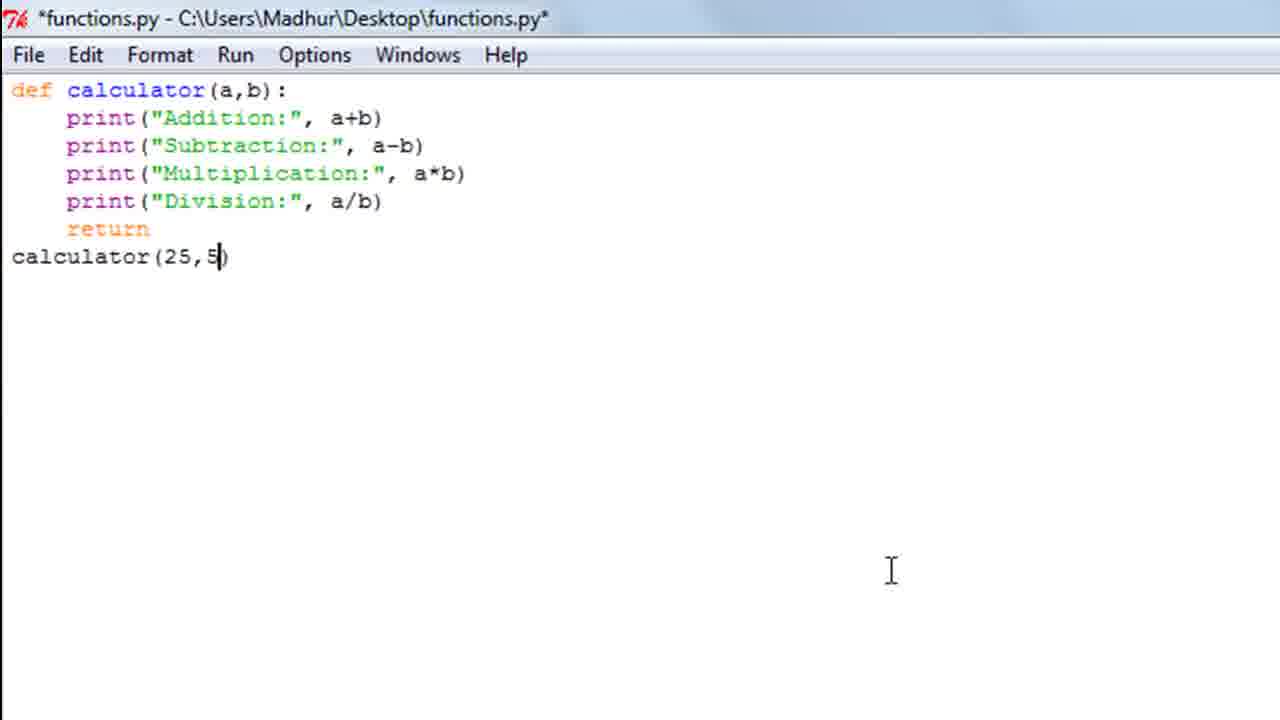 *functions.py - C:\Users\Madhur\Desktop\functions.py*
File Edit Format Run Options Windows Help
def calculator(a,b):
    print("Addition:", a+b)
    print("Subtraction:", a-b)
    print("Multiplication:", a*b)
    print("Division:", a/b)
    return
calculator(25,5)